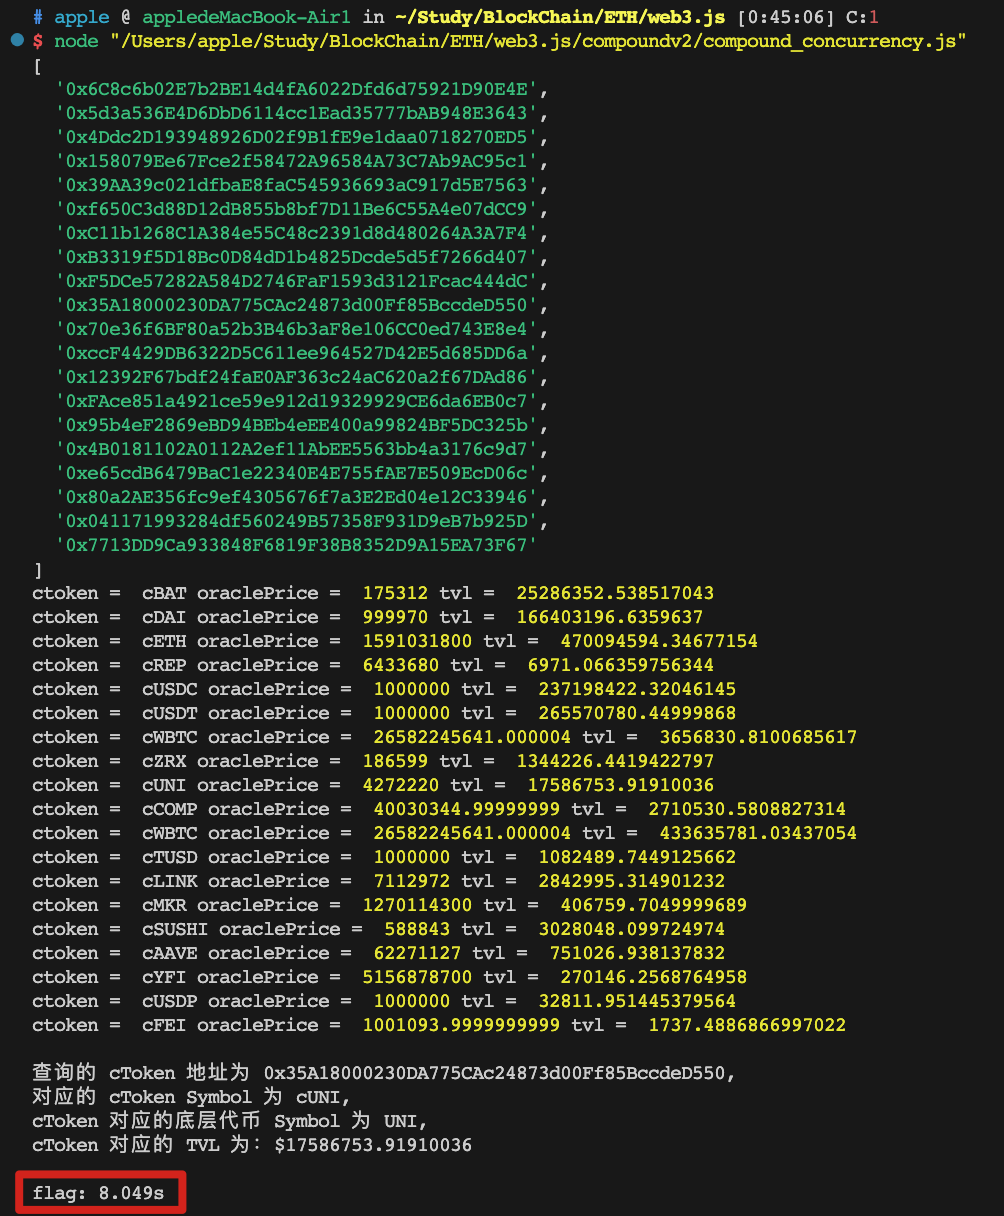 # apple @ appledeMacBook-Air1 in ~/Study/BlockChain/ETH/web3.js [0:45:06] C:1
$ node "/Users/apple/Study/BlockChain/ETH/web3.js/compoundv2/compound_concurrency.js"
[
'0x6C8c6b02E7b2BE14d4fA6022Dfd6d75921D90E4E',
'0x5d3a536E4D6DbD6114cc1Ead35777bAB948E3643',
'0x4Ddc2D193948926D02f9B1fE9e1daa0718270ED5',
'0x158079Ee67Fce2f58472A96584A73C7Ab9AC95c1',
'0x39AA39c021dfbaE8faC545936693aC917d5E7563',
'0xf650C3d88D12dB855b8bf7D11Be6C55A4e07dCC9',
'0xC11b1268C1A384e55C48c2391d8d480264A3A7F4',
'0xB3319f5D18Bc0D84dD1b4825Dcde5d5f7266d407',
'0xF5DCe57282A584D2746FaF1593d3121Fcac444dC',
'0x35A18000230DA775CAc24873d00Ff85BccdeD550',
'0x70e36f6BF80a52b3B46b3aF8e106CC0ed743E8e4',
'0xccF4429DB6322D5C611ee964527D42E5d685DD6a',
'0x12392F67bdf24faE0AF363c24aC620a2f67DAd86',
'0xFAce851a4921ce59e912d19329929CE6da6EB0c7',
'0x95b4eF2869eBD94BEb4eEE400a99824BF5DC325b',
'0x4B0181102A0112A2ef11AbEE5563bb4a3176c9d7',
'0xe65cdB6479BaC1e22340E4E755fAE7E509EcD06c',
'0x80a2AE356fc9ef4305676f7a3E2Ed04e12C33946',
'0x041171993284df560249B57358F931D9eB7b925D',
'0x7713DD9Ca933848F6819F38B8352D9A15EA73F67'
]
ctoken =  cBAT oraclePrice =  175312 tvl =  25286352.538517043
ctoken =  cDAI oraclePrice =  999970 tvl =  166403196.6359637
ctoken =  cETH oraclePrice =  1591031800 tvl =  470094594.34677154
ctoken =  cREP oraclePrice =  6433680 tvl =  6971.066359756344
ctoken =  cUSDC oraclePrice =  1000000 tvl =  237198422.32046145
ctoken =  cUSDT oraclePrice =  1000000 tvl =  265570780.44999868
ctoken =  cWBTC oraclePrice =  26582245641.000004 tvl =  3656830.8100685617
ctoken =  cZRX oraclePrice =  186599 tvl =  1344226.4419422797
ctoken =  cUNI oraclePrice =  4272220 tvl =  17586753.91910036
ctoken =  cCOMP oraclePrice =  40030344.99999999 tvl =  2710530.5808827314
ctoken =  cWBTC oraclePrice =  26582245641.000004 tvl =  433635781.03437054
ctoken =  cTUSD oraclePrice =  1000000 tvl =  1082489.7449125662
ctoken =  cLINK oraclePrice =  7112972 tvl =  2842995.314901232
ctoken =  cMKR oraclePrice =  1270114300 tvl =  406759.7049999689
ctoken =  cSUSHI oraclePrice =  588843 tvl =  3028048.099724974
ctoken =  cAAVE oraclePrice =  62271127 tvl =  751026.938137832
ctoken =  cYFI oraclePrice =  5156878700 tvl =  270146.2568764958
ctoken =  cUSDP oraclePrice =  1000000 tvl =  32811.951445379564
ctoken =  cFEI oraclePrice =  1001093.9999999999 tvl =  1737.4886866997022
查询的 cToken 地址为 0x35A18000230DA775CAc24873d00Ff85BccdeD550,
对应的 cToken Symbol 为 cUNI,
cToken 对应的底层代币 Symbol 为 UNI,
cToken 对应的 TVL 为: $17586753.91910036
flag: 8.049s